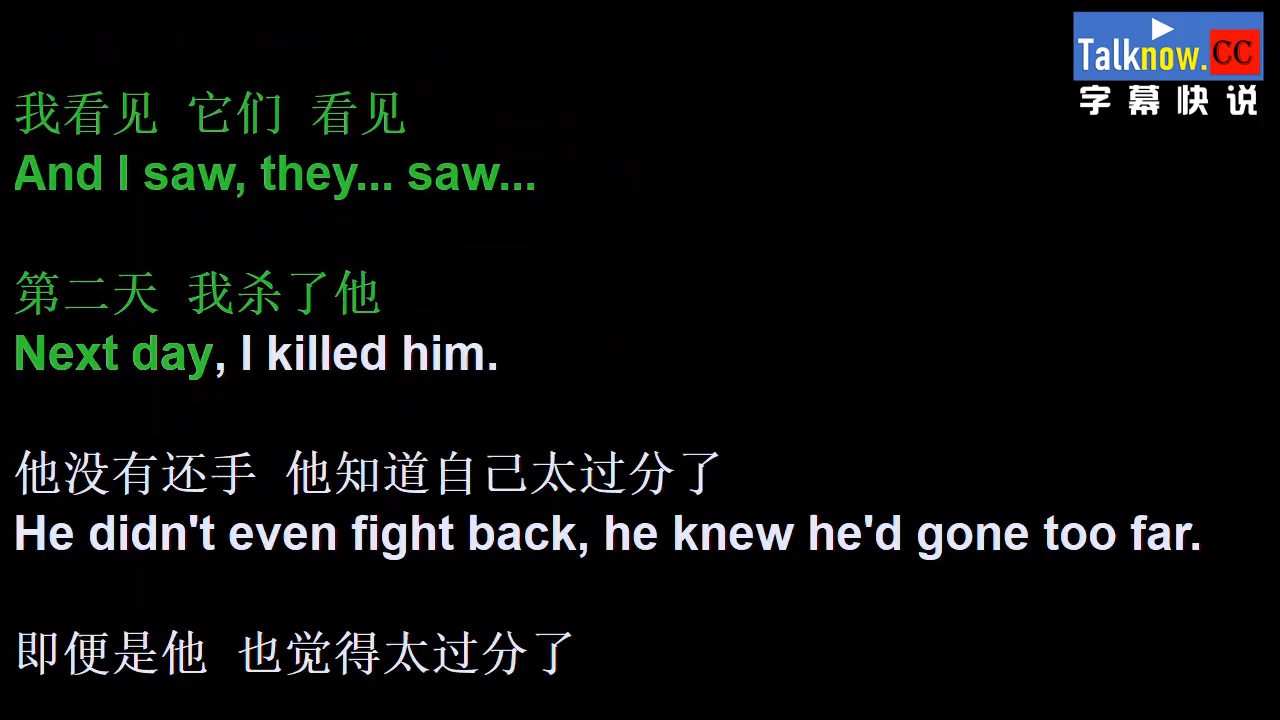 Talknow.CC
字幕快说
我看见 它们 看见
And I saw, they... saw...
第二天 我杀了他
Next day, I killed him.
他没有还手 他知道自己太过分了
He didn't even fight back, he knew he'd gone too far.
即便是他 也觉得太过分了